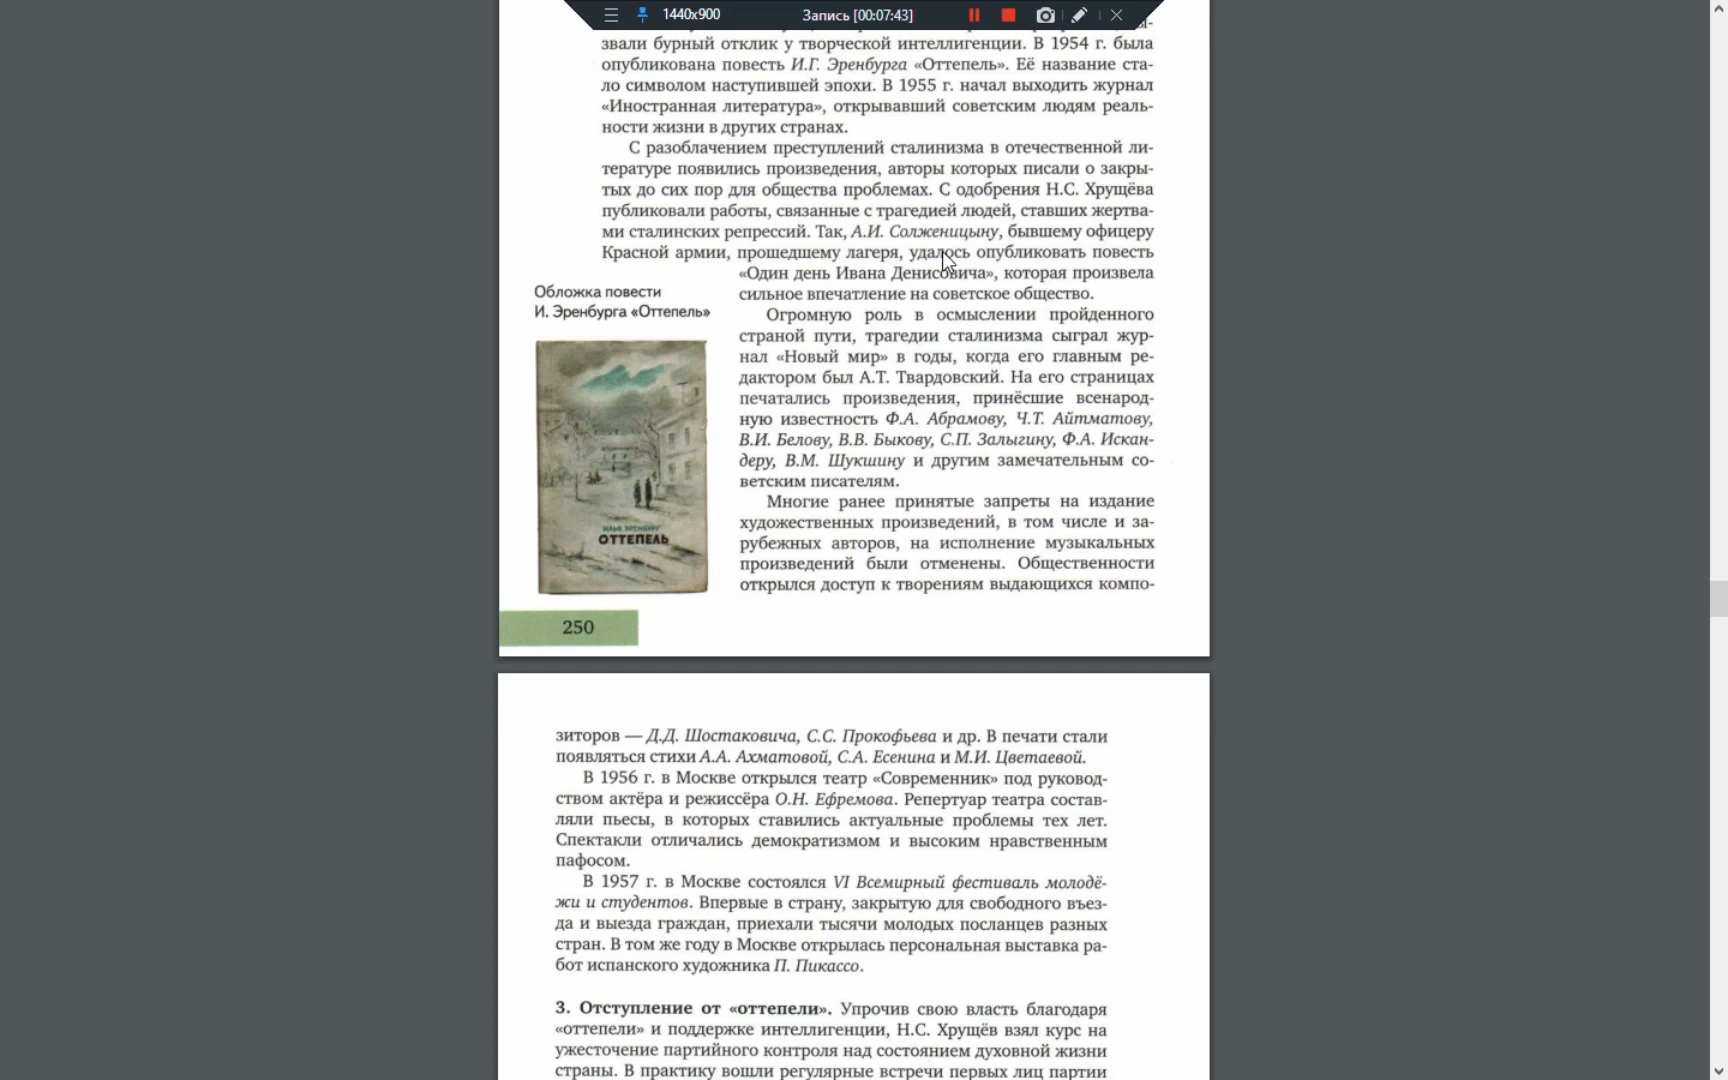 1440x900
Запись [00:07:43]
звали бурный отклик у творческой интеллигенции. В 1954 г. была
опубликована повесть И.Г. Эренбурга «Оттепель». Её название ста-
ло символом наступившей эпохи. В 1955 г. начал выходить журнал
«Иностранная литература», открывавший советским людям реаль-
ности жизни в других странах.
С разоблачением преступлений сталинизма в отечественной ли-
тературе появились произведения, авторы которых писали о закры-
тых до сих пор для общества проблемах. С одобрения Н.С. Хрущёва
публиковали работы, связанные с трагедией людей, ставших жертва-
ми сталинских репрессий. Так, А.И. Солженицыну, бывшему офицеру
Красной армии, прошедшему лагеря, удалось опубликовать повесть
«Один день Ивана Денисовича», которая произвела
сильное впечатление на советское общество.
Обложка повести
И. Эренбурга «Оттепель»
ИЛЬЯ ЭРЕНБУРГ
ОТТЕПЕЛЬ
Огромную роль в осмыслении пройденного
страной пути, трагедии сталинизма сыграл жур-
нал «Новый мир» в годы, когда его главным ре-
дактором был А.Т. Твардовский. На его страницах
печатались произведения, принёсшие всенарод-
ную известность Ф.А. Абрамову, Ч.Т. Айтматову,
В.И. Белову, В.В. Быкову, С.П. Залыгину, Ф.А. Искан-
деру, В.М. Шукшину и другим замечательным со-
ветским писателям.
Многие ранее принятые запреты на издание
художественных произведений, в том числе и за-
рубежных авторов, на исполнение музыкальных
произведений были отменены. Общественности
открылся доступ к творениям выдающихся компо-
250
зиторов — Д.Д. Шостаковича, С.С. Прокофьева и др. В печати стали
появляться стихи А.А. Ахматовой, С.А. Есенина и М.И. Цветаевой.
В 1956 г. в Москве открылся театр «Современник» под руковод-
ством актёра и режиссёра О.Н. Ефремова. Репертуар театра состав-
ляли пьесы, в которых ставились актуальные проблемы тех лет.
Спектакли отличались демократизмом и высоким нравственным
пафосом.
В 1957 г. в Москве состоялся VI Всемирный фестиваль молодё-
жи и студентов. Впервые в страну, закрытую для свободного въез-
да и выезда граждан, приехали тысячи молодых посланцев разных
стран. В том же году в Москве открылась персональная выставка ра-
бот испанского художника П. Пикассо.
3. Отступление от «оттепели». Упрочив свою власть благодаря
«оттепели» и поддержке интеллигенции, Н.С. Хрущёв взял курс на
ужесточение партийного контроля над состоянием духовной жизни
страны. В практику вошли регулярные встречи первых лиц партии